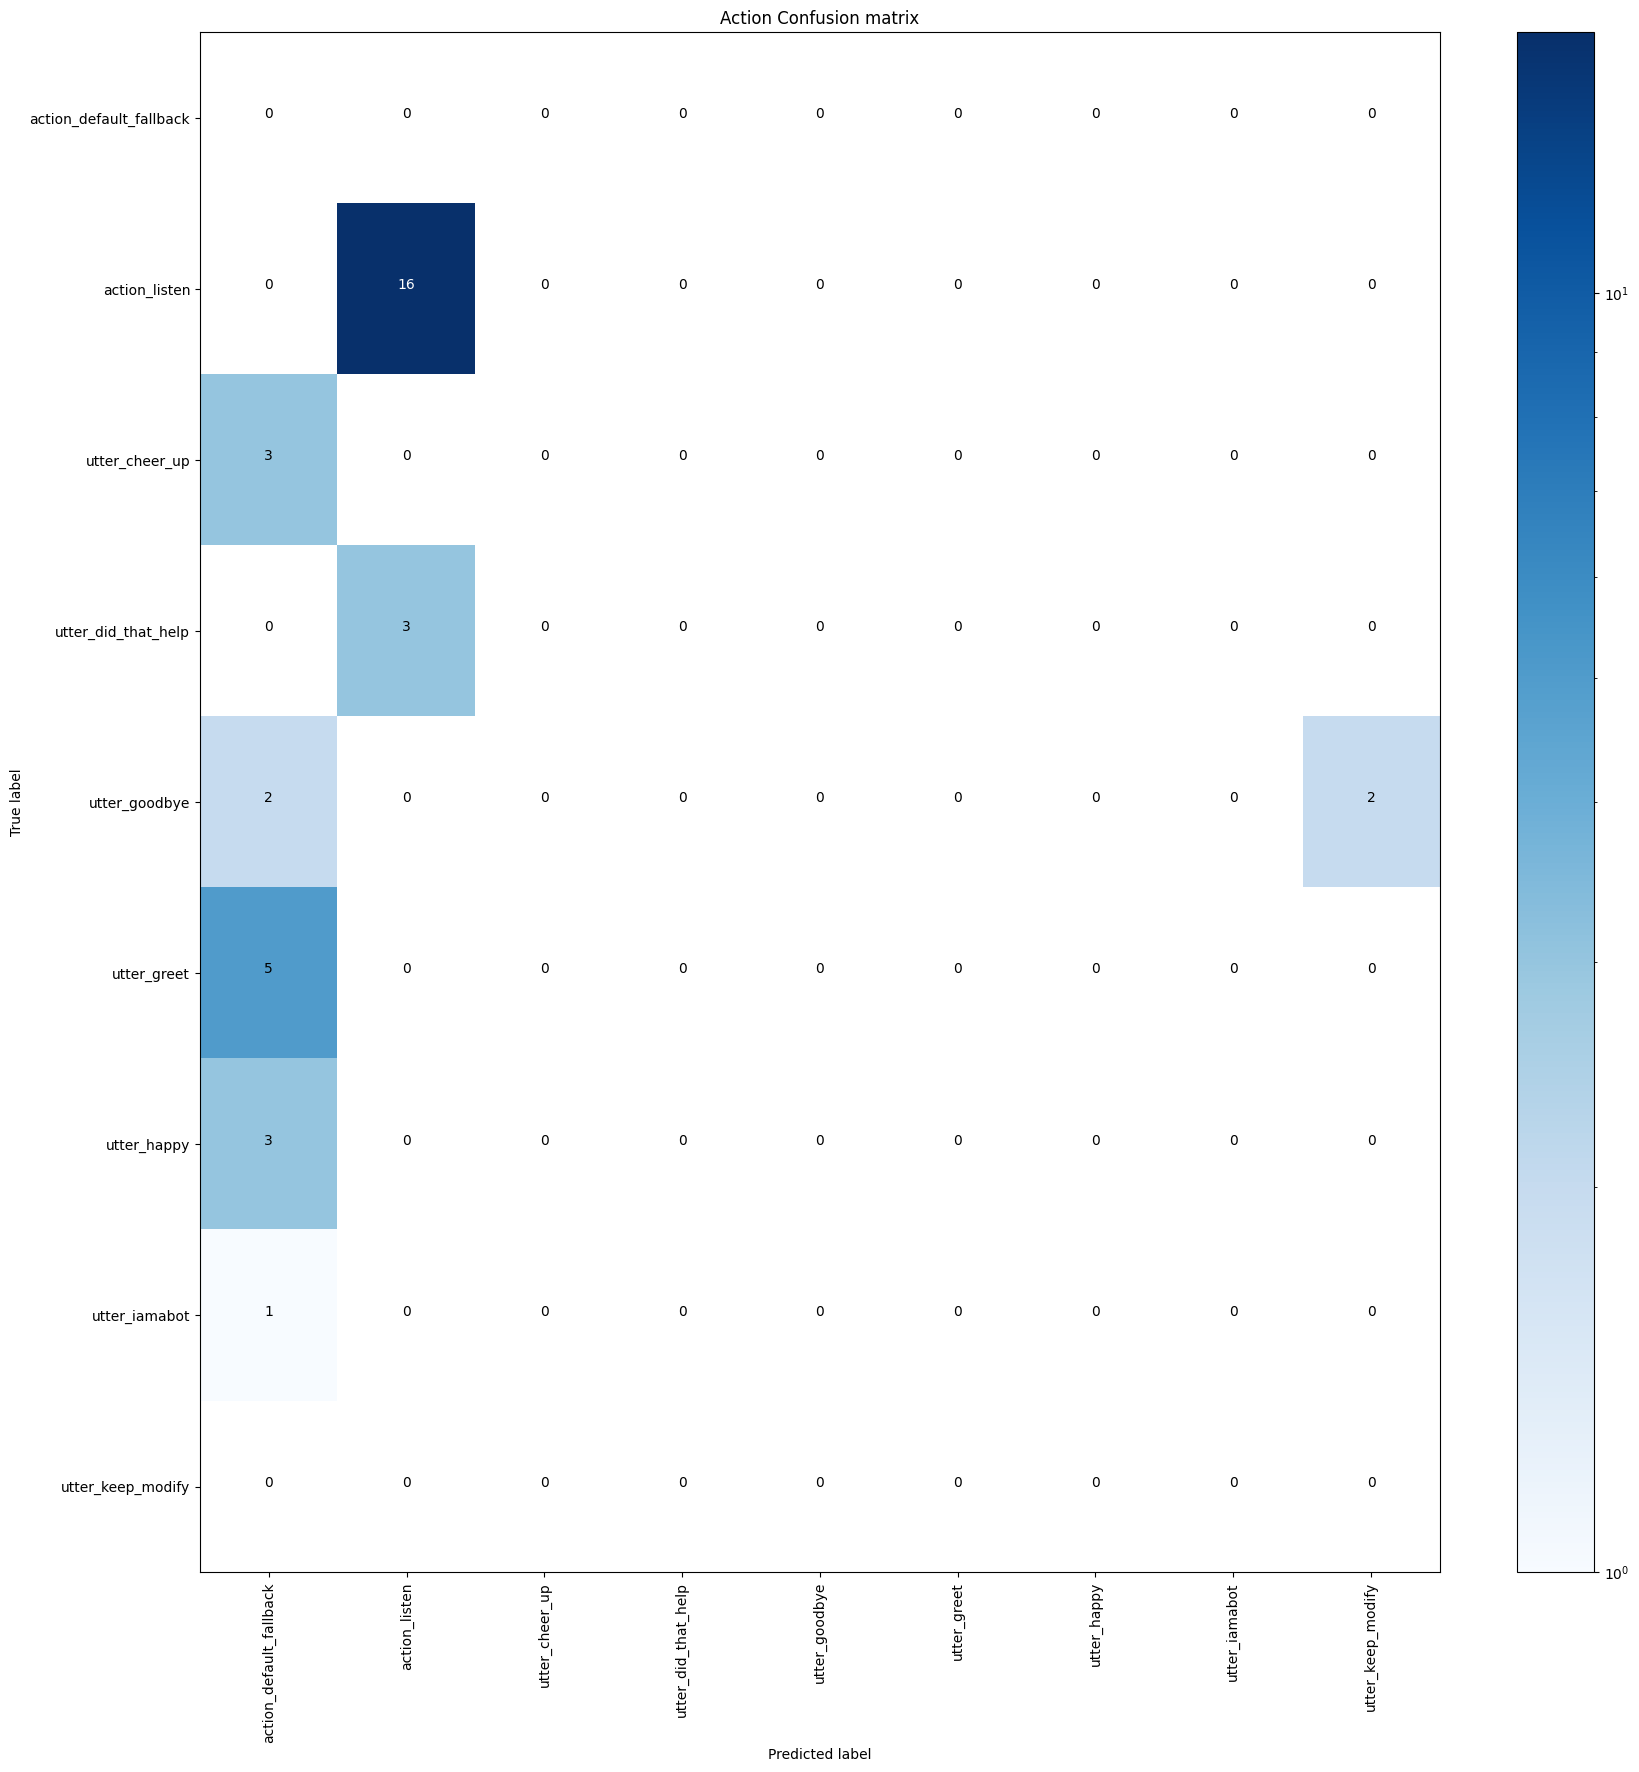 Action Confusion matrix
True label
action_default_fallback 0 0 0 0 0 0 0 0 0
action_listen 0 16 0 0 0 0 0 0 0
utter_cheer_up 3 0 0 0 0 0 0 0 0
utter_did_that_help 0 3 0 0 0 0 0 0 0
utter_goodbye 2 0 0 0 0 0 0 0 2
utter_greet 5 0 0 0 0 0 0 0 0
utter_happy 3 0 0 0 0 0 0 0 0
utter_iamabot 1 0 0 0 0 0 0 0 0
utter_keep_modify 0 0 0 0 0 0 0 0 0
action_default_fallback
action_listen
utter_cheer_up
utter_did_that_help
utter_goodbye
utter_greet
utter_happy
utter_iamabot
utter_keep_modify
Predicted label
10¹
10⁰